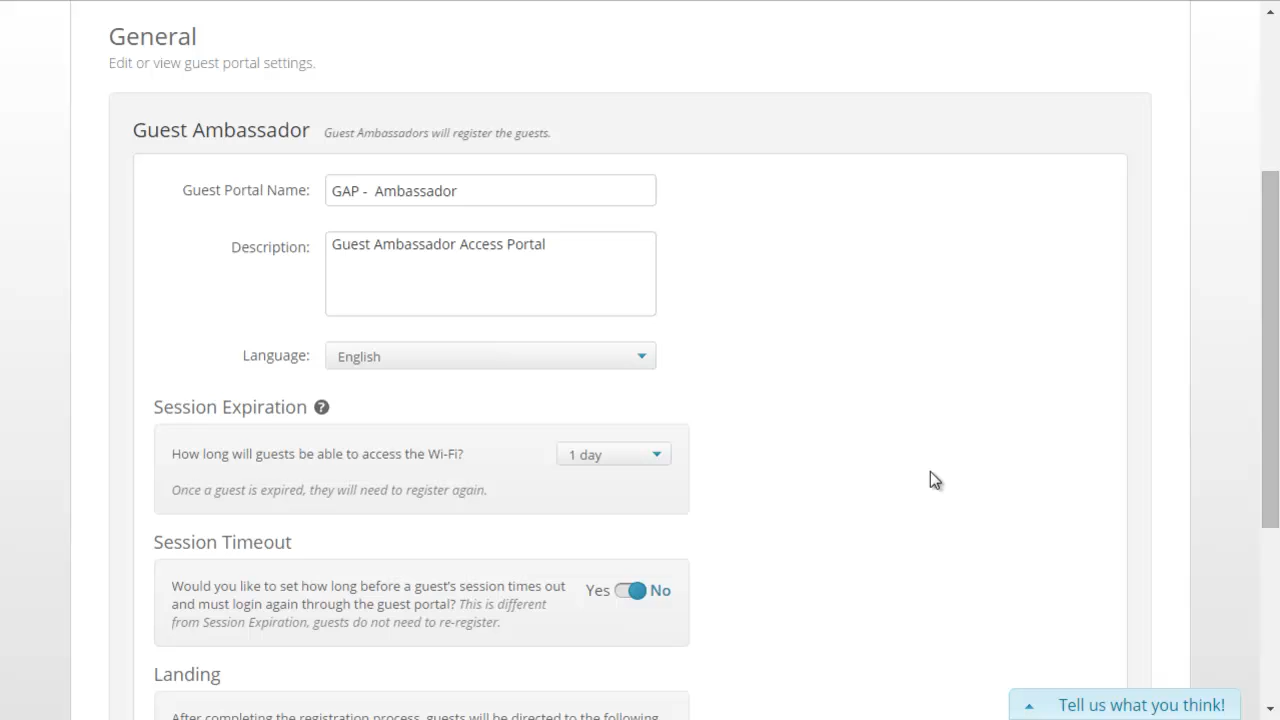 General
Edit or view guest portal settings.
Guest Ambassador Guest Ambassadors will register the guests.
Guest Portal Name: GAP -  Ambassador
Description: Guest Ambassador Access Portal
Language: English
Session Expiration ?
How long will guests be able to access the Wi-Fi? 1 day
Once a guest is expired, they will need to register again.
Session Timeout
Would you like to set how long before a guest's session times out
and must login again through the guest portal? This is different
from Session Expiration, guests do not need to re-register.
Yes No
Landing
After completing the registration process, guests will be directed to the following
Tell us what you think!